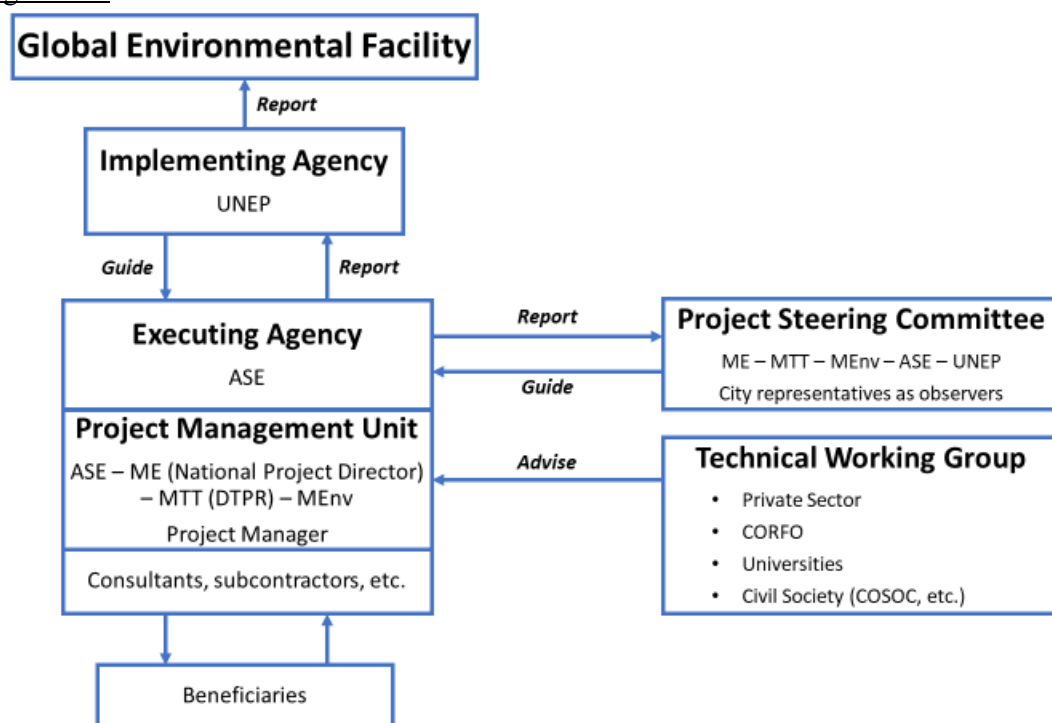 Global Environmental Facility
Report
Implementing Agency
UNEP
Guide
Report
Executing Agency
ASE
Report
Guide
Project Steering Committee
ME – MTT – MEnv – ASE – UNEP
City representatives as observers
Project Management Unit
ASE – ME (National Project Director)
– MTT (DTPR) – MEnv
Project Manager
Consultants, subcontractors, etc.
Advise
Technical Working Group
• Private Sector
• CORFO
• Universities
• Civil Society (COSOC, etc.)
Beneficiaries